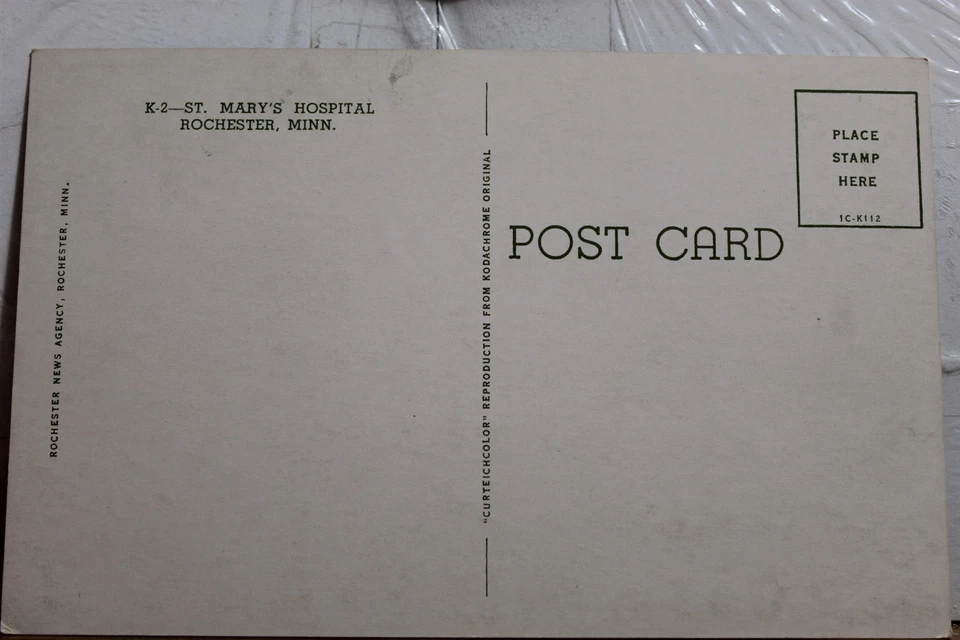 K-2—ST. MARY'S HOSPITAL
ROCHESTER, MINN.
ROCHESTER NEWS AGENCY, ROCHESTER, MINN.
"CURTEICHCOLOR" REPRODUCTION FROM KODACHROME ORIGINAL
POST CARD
PLACE
STAMP
HERE
1C-K112